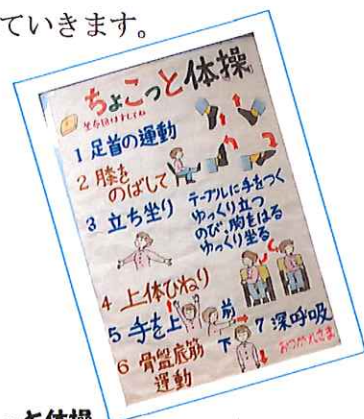 ていきます。
ちょこっと体操
1 足首の運動
2 膝を
のばして
3 立ち坐り
テーブルに手をつく
ゆっくり立つ
のび、胸をはる
ゆっくり坐る
4 上体ひねり
5 手を上 前 下
6 骨盤底筋
運動
7 深呼吸
おつかれさま
と体操